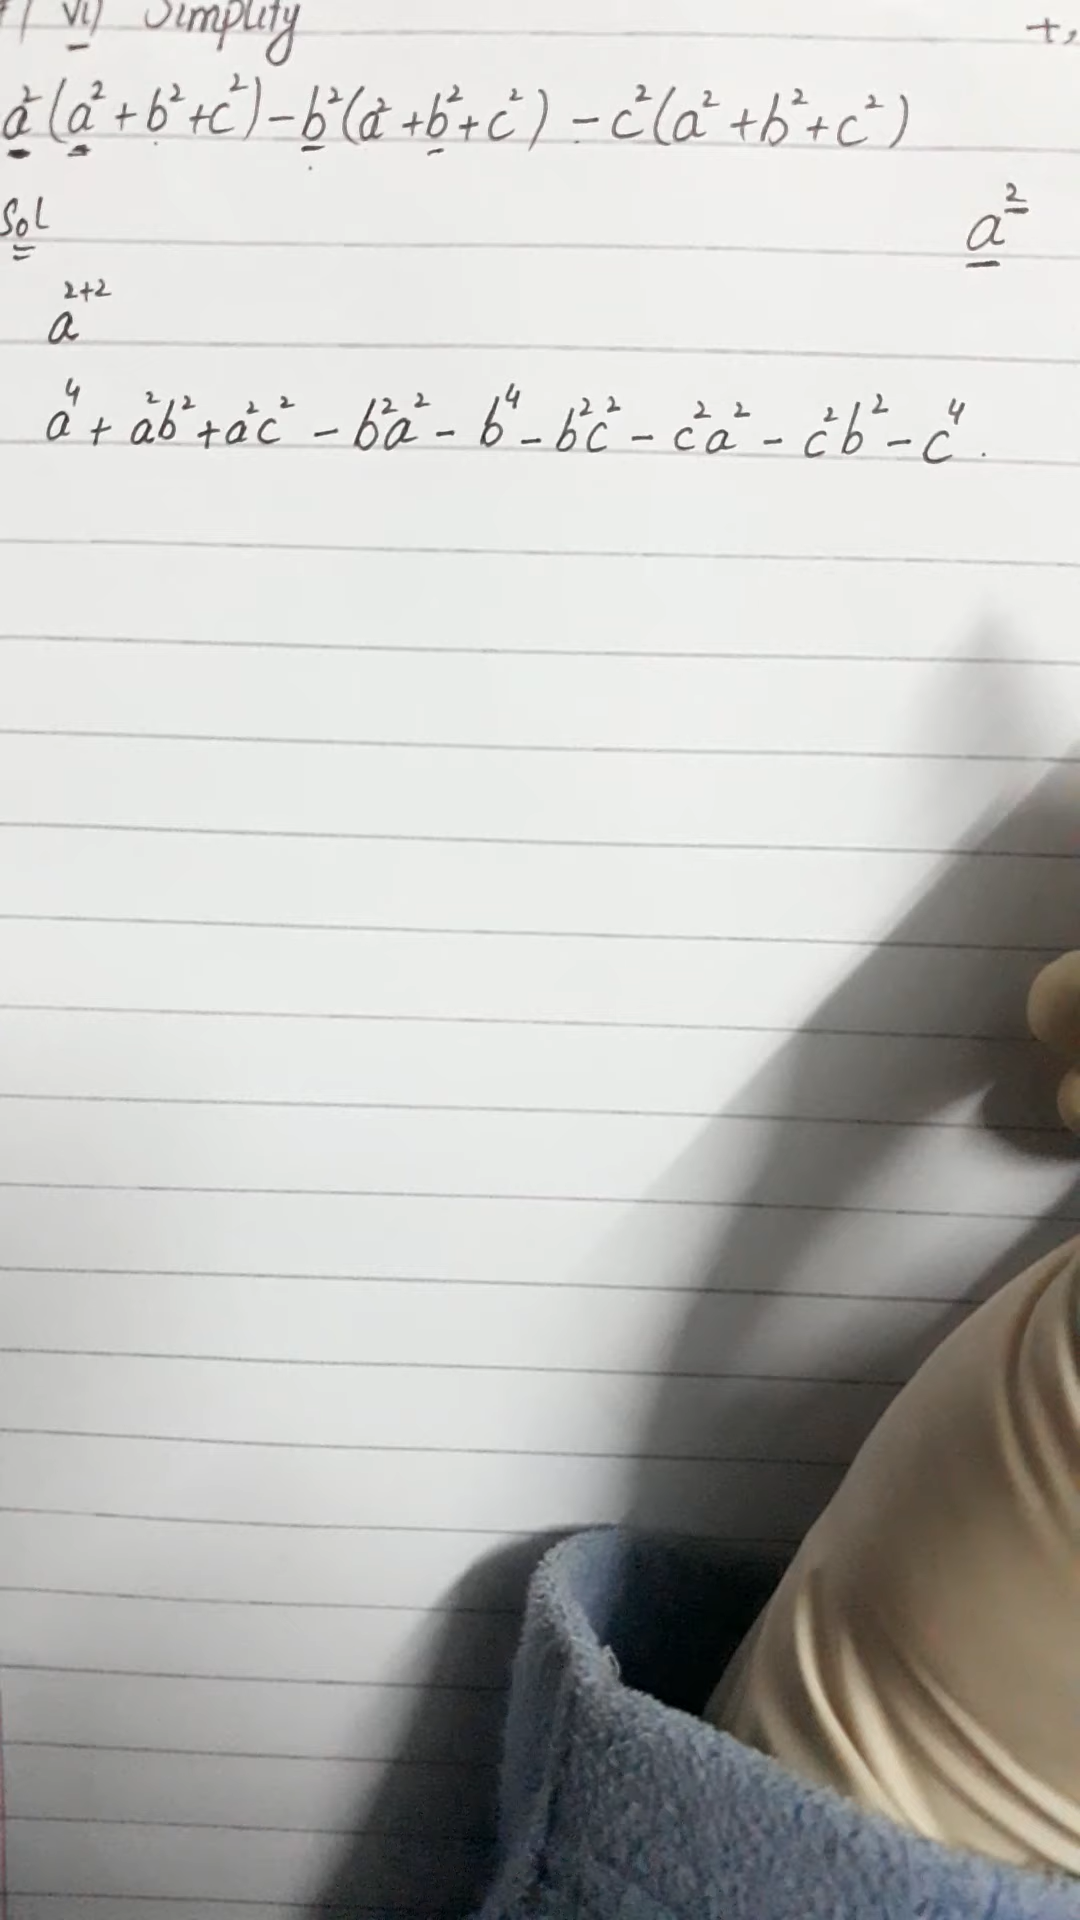 vi) Simplify
+,
a²(a²+b²+c²)-b²(a²+b²+c²)-c²(a²+b²+c²)
Sol
a²
a²⁺²
a⁴+a²b²+a²c²-b²a²-b⁴-b²c²-c²a²-c²b²-c⁴.